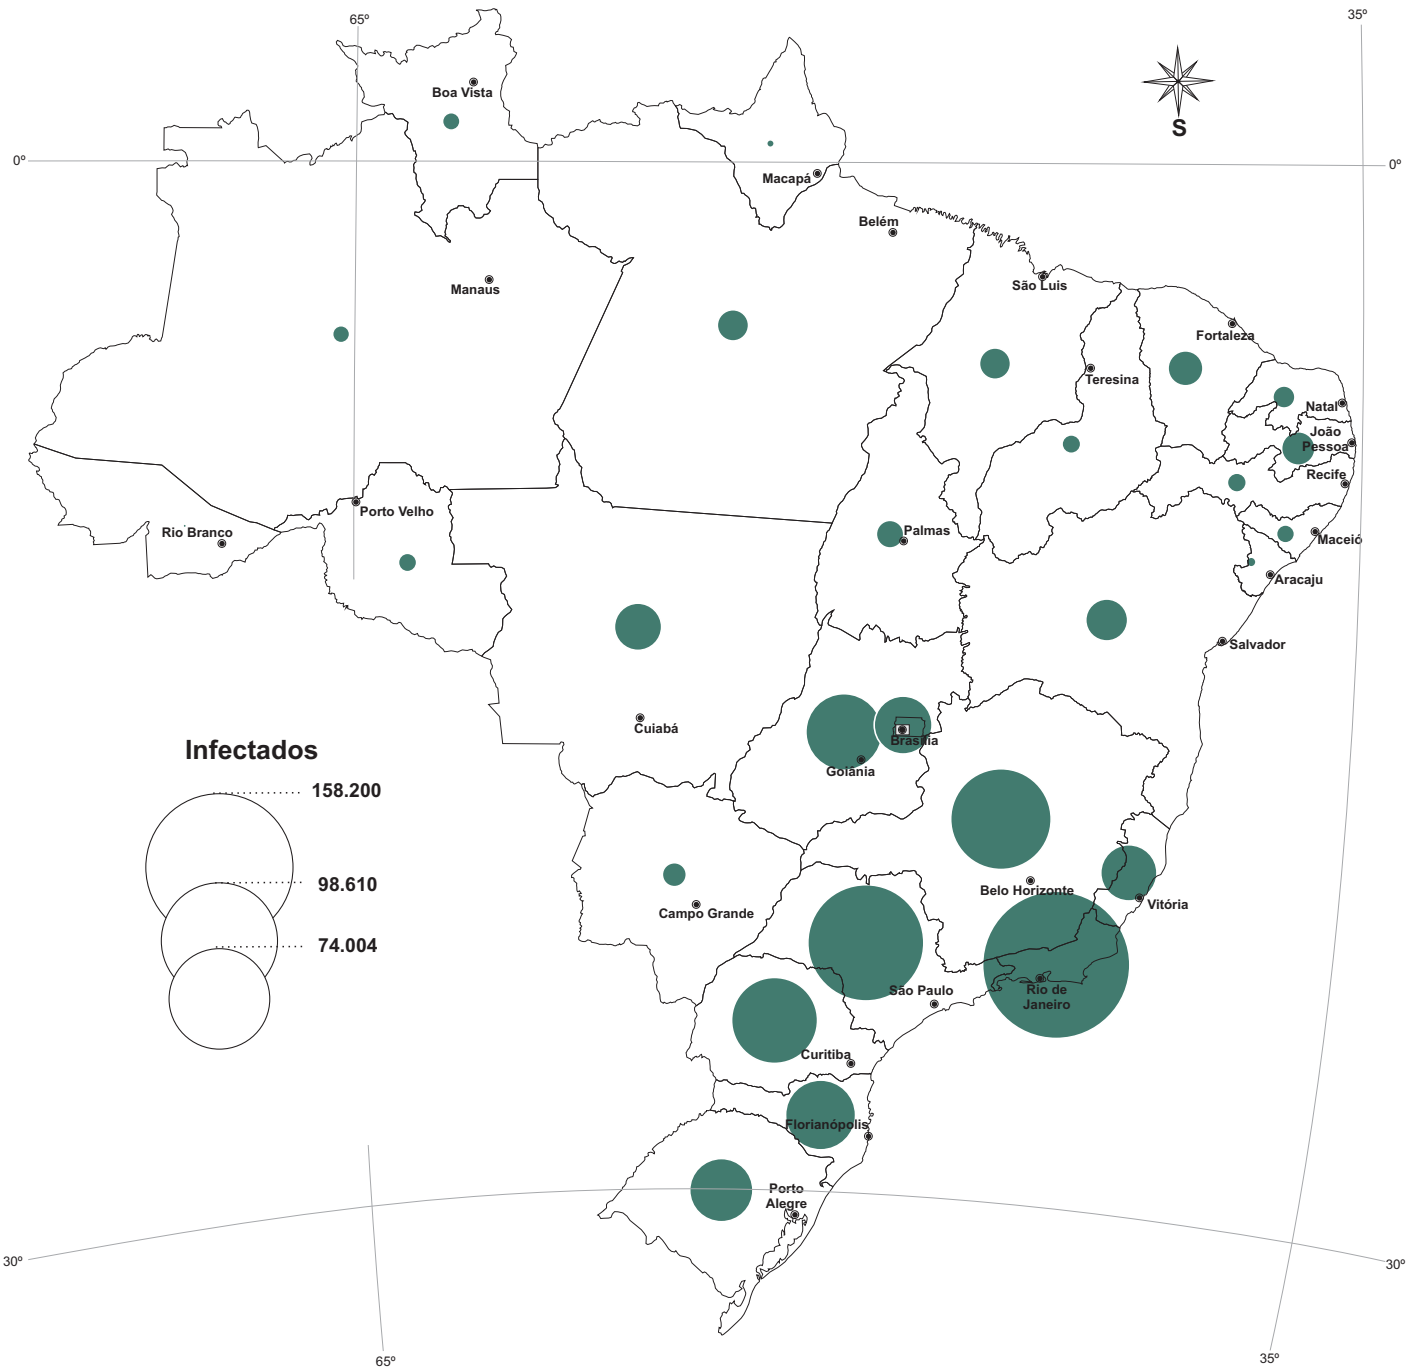 65º
35º
Boa Vista
S
0º
0º
Macapá
Belém
Manaus
São Luis
Fortaleza
Teresina
Natal
João
Pessoa
Recife
Porto Velho
Rio Branco
Palmas
Maceió
Aracaju
Salvador
Cuiabá
Brasília
Goiânia
Infectados
158.200
98.610
74.004
Belo Horizonte
Vitória
Campo Grande
São Paulo
Rio de
Janeiro
Curitiba
Florianópolis
Porto
Alegre
30º
30º
65º
35º